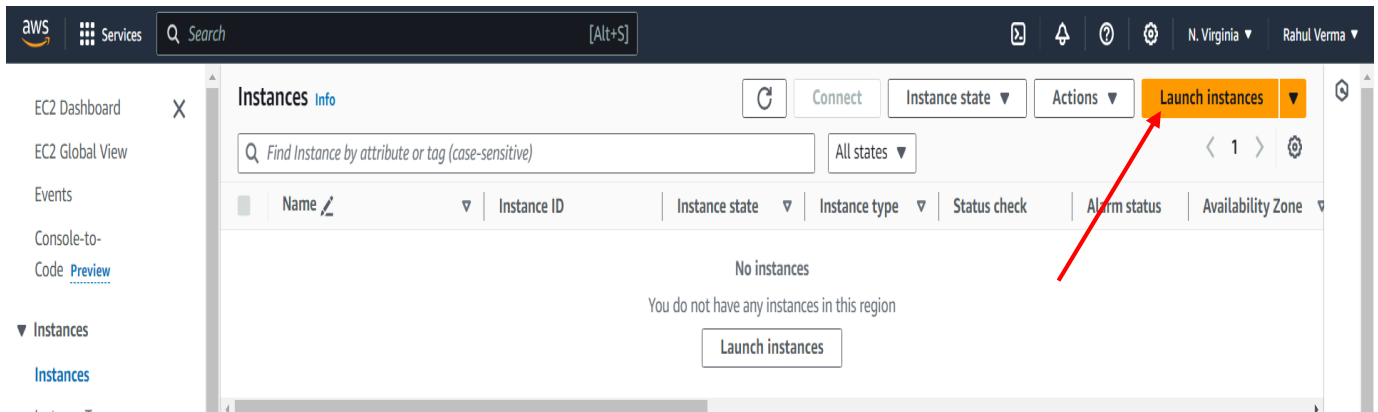 aws Services Search [Alt+S] N. Virginia ▼ Rahul Verma ▼
EC2 Dashboard
EC2 Global View
Events
Console-to-
Code Preview
▼ Instances
Instances
Instances Info Connect Instance state ▼ Actions ▼ Launch instances ▼
Find Instance by attribute or tag (case-sensitive) All states ▼ < 1 >
Name Instance ID Instance state Instance type Status check Alarm status Availability Zone
No instances
You do not have any instances in this region
Launch instances